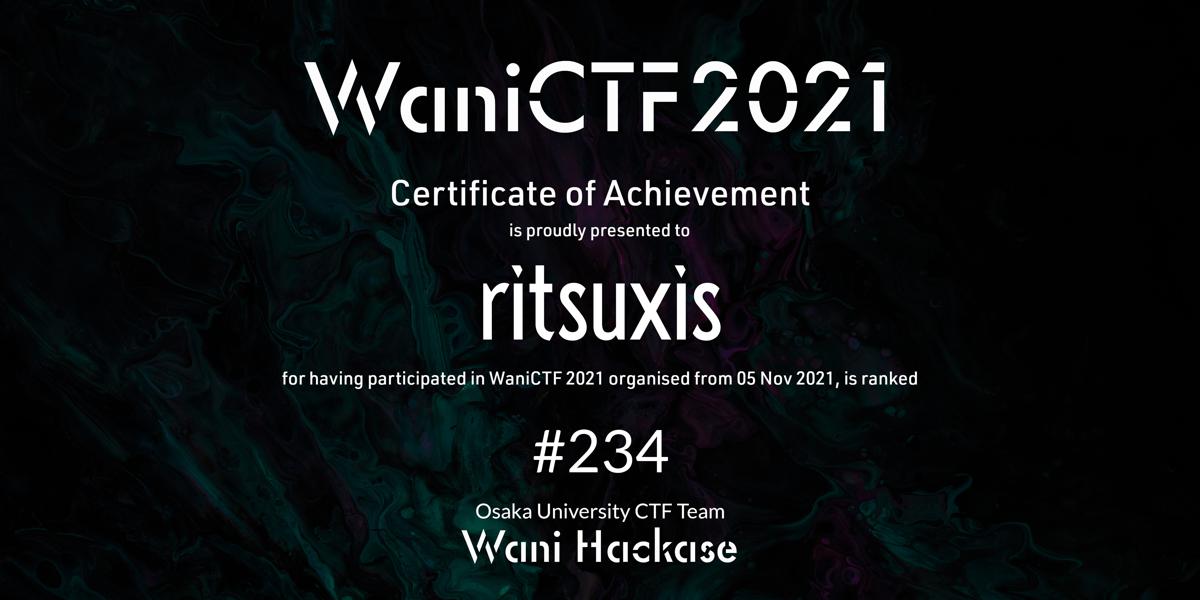 WaniCTF2021
Certificate of Achievement
is proudly presented to
ritsuxis
for having participated in WaniCTF 2021 organised from 05 Nov 2021, is ranked
#234
Osaka University CTF Team
Wani Hackase